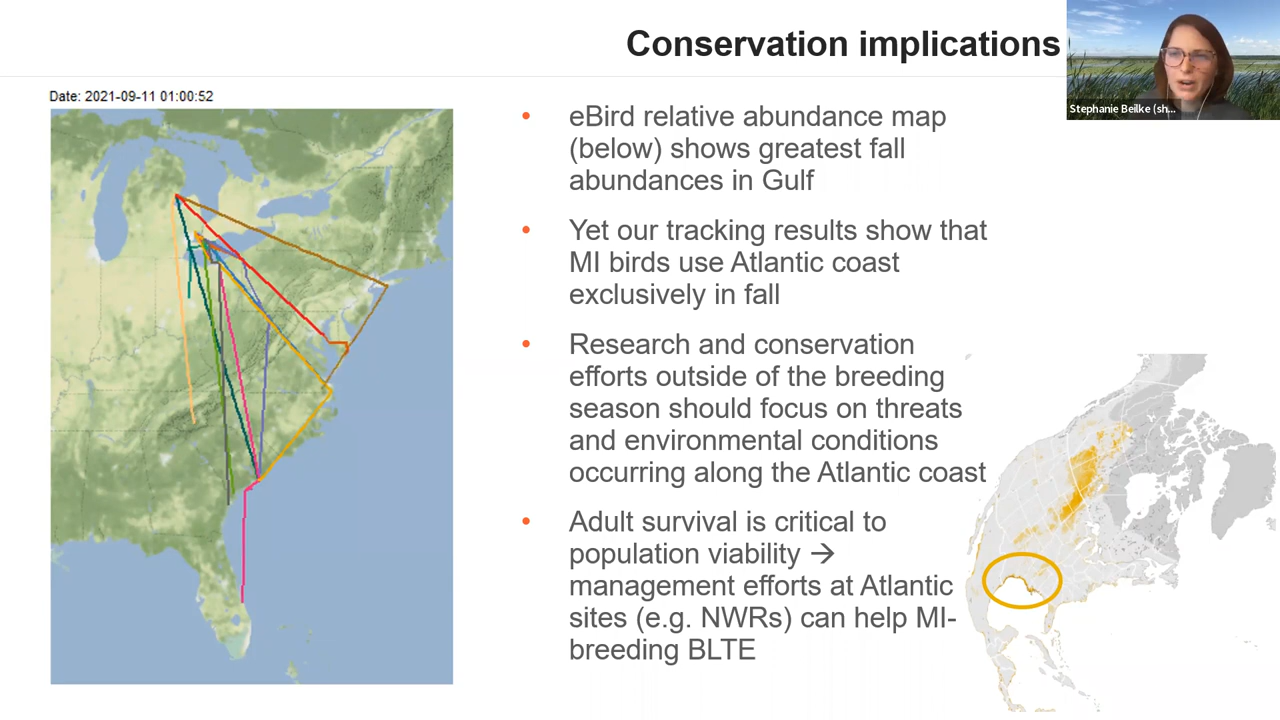 Conservation implications
Stephanie Beilke (sh...
Date: 2021-09-11 01:00:52
• eBird relative abundance map
(below) shows greatest fall
abundances in Gulf
• Yet our tracking results show that
MI birds use Atlantic coast
exclusively in fall
• Research and conservation
efforts outside of the breeding
season should focus on threats
and environmental conditions
occurring along the Atlantic coast
• Adult survival is critical to
population viability →
management efforts at Atlantic
sites (e.g. NWRs) can help MI-
breeding BLTE